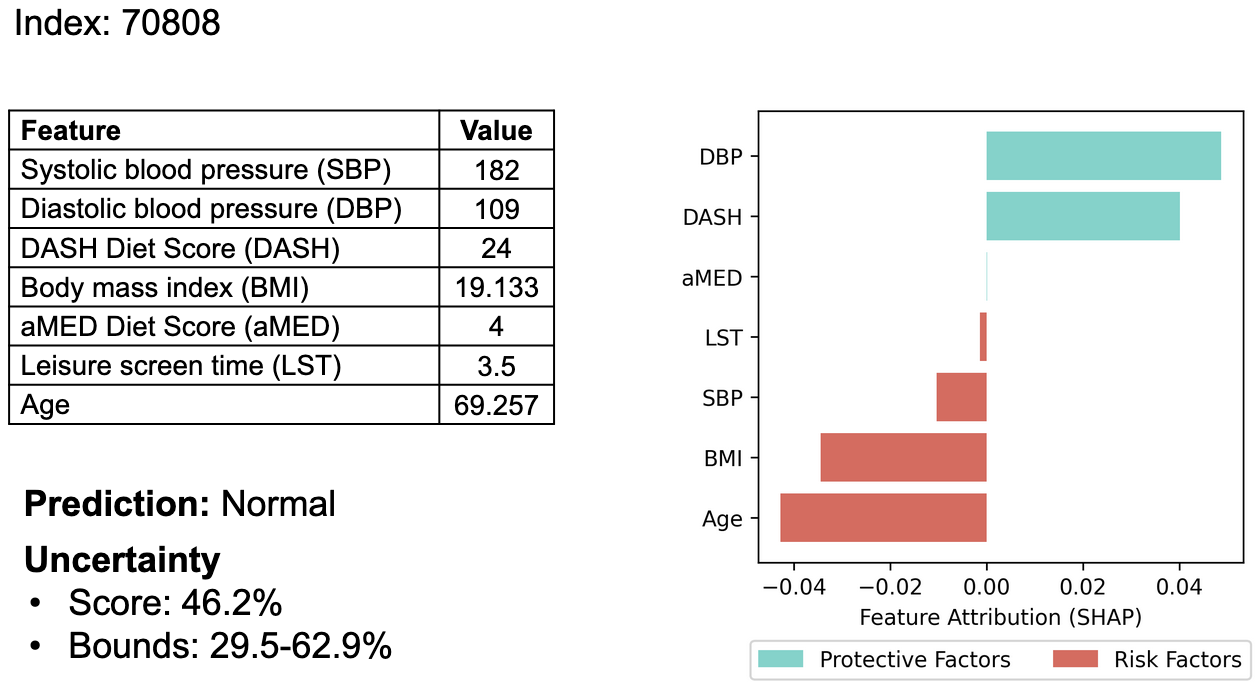 Index: 70808
Feature Value
Systolic blood pressure (SBP) 182
Diastolic blood pressure (DBP) 109
DASH Diet Score (DASH) 24
Body mass index (BMI) 19.133
aMED Diet Score (aMED) 4
Leisure screen time (LST) 3.5
Age 69.257
Prediction: Normal
Uncertainty
• Score: 46.2%
• Bounds: 29.5-62.9%
DBP
DASH
aMED
LST
SBP
BMI
Age
−0.04 −0.02 0.00 0.02 0.04
Feature Attribution (SHAP)
Protective Factors Risk Factors